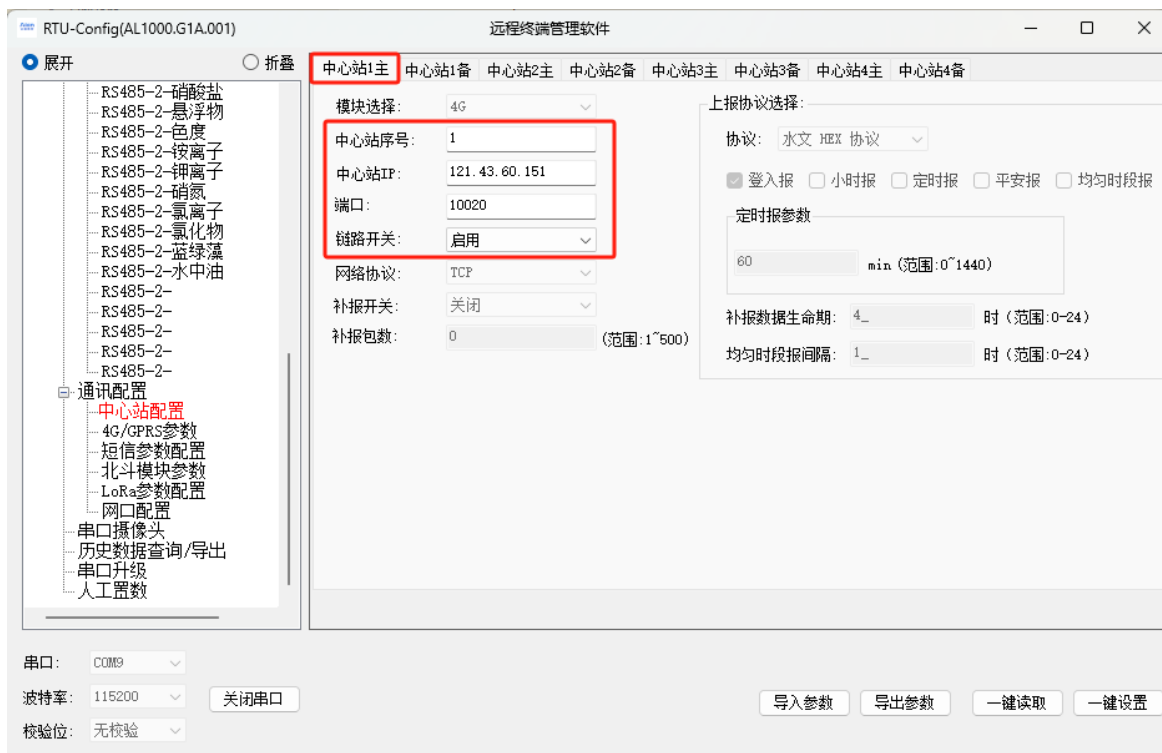 RTU-Config(AL1000.G1A.001) 远程终端管理软件
展开 折叠
RS485-2-硝酸盐
RS485-2-悬浮物
RS485-2-色度
RS485-2-铵离子
RS485-2-钾离子
RS485-2-硝氮
RS485-2-氯离子
RS485-2-氟化物
RS485-2-蓝绿藻
RS485-2-水中油
RS485-2-
RS485-2-
RS485-2-
RS485-2-
RS485-2-
通讯配置
中心站配置
4G/GPRS参数
短信参数配置
北斗模块参数
LoRa参数配置
网口配置
串口摄像头
历史数据查询/导出
串口升级
人工置数
中心站1主 中心站1备 中心站2主 中心站2备 中心站3主 中心站3备 中心站4主 中心站4备
模块选择: 4G
中心站序号: 1
中心站IP: 121.43.60.151
端口: 10020
链路开关: 启用
网络协议: TCP
补报开关: 关闭
补报包数: 0 (范围:1~500)
上报协议选择:
协议: 水文 HEX 协议
登入报 小时报 定时报 平安报 均匀时段报
定时报参数
60 min (范围:0~1440)
补报数据生命期: 4_ 时 (范围:0-24)
均匀时段报间隔: 1_ 时 (范围:0-24)
串口: COM9
波特率: 115200 关闭串口
校验位: 无校验
导入参数 导出参数 一键读取 一键设置